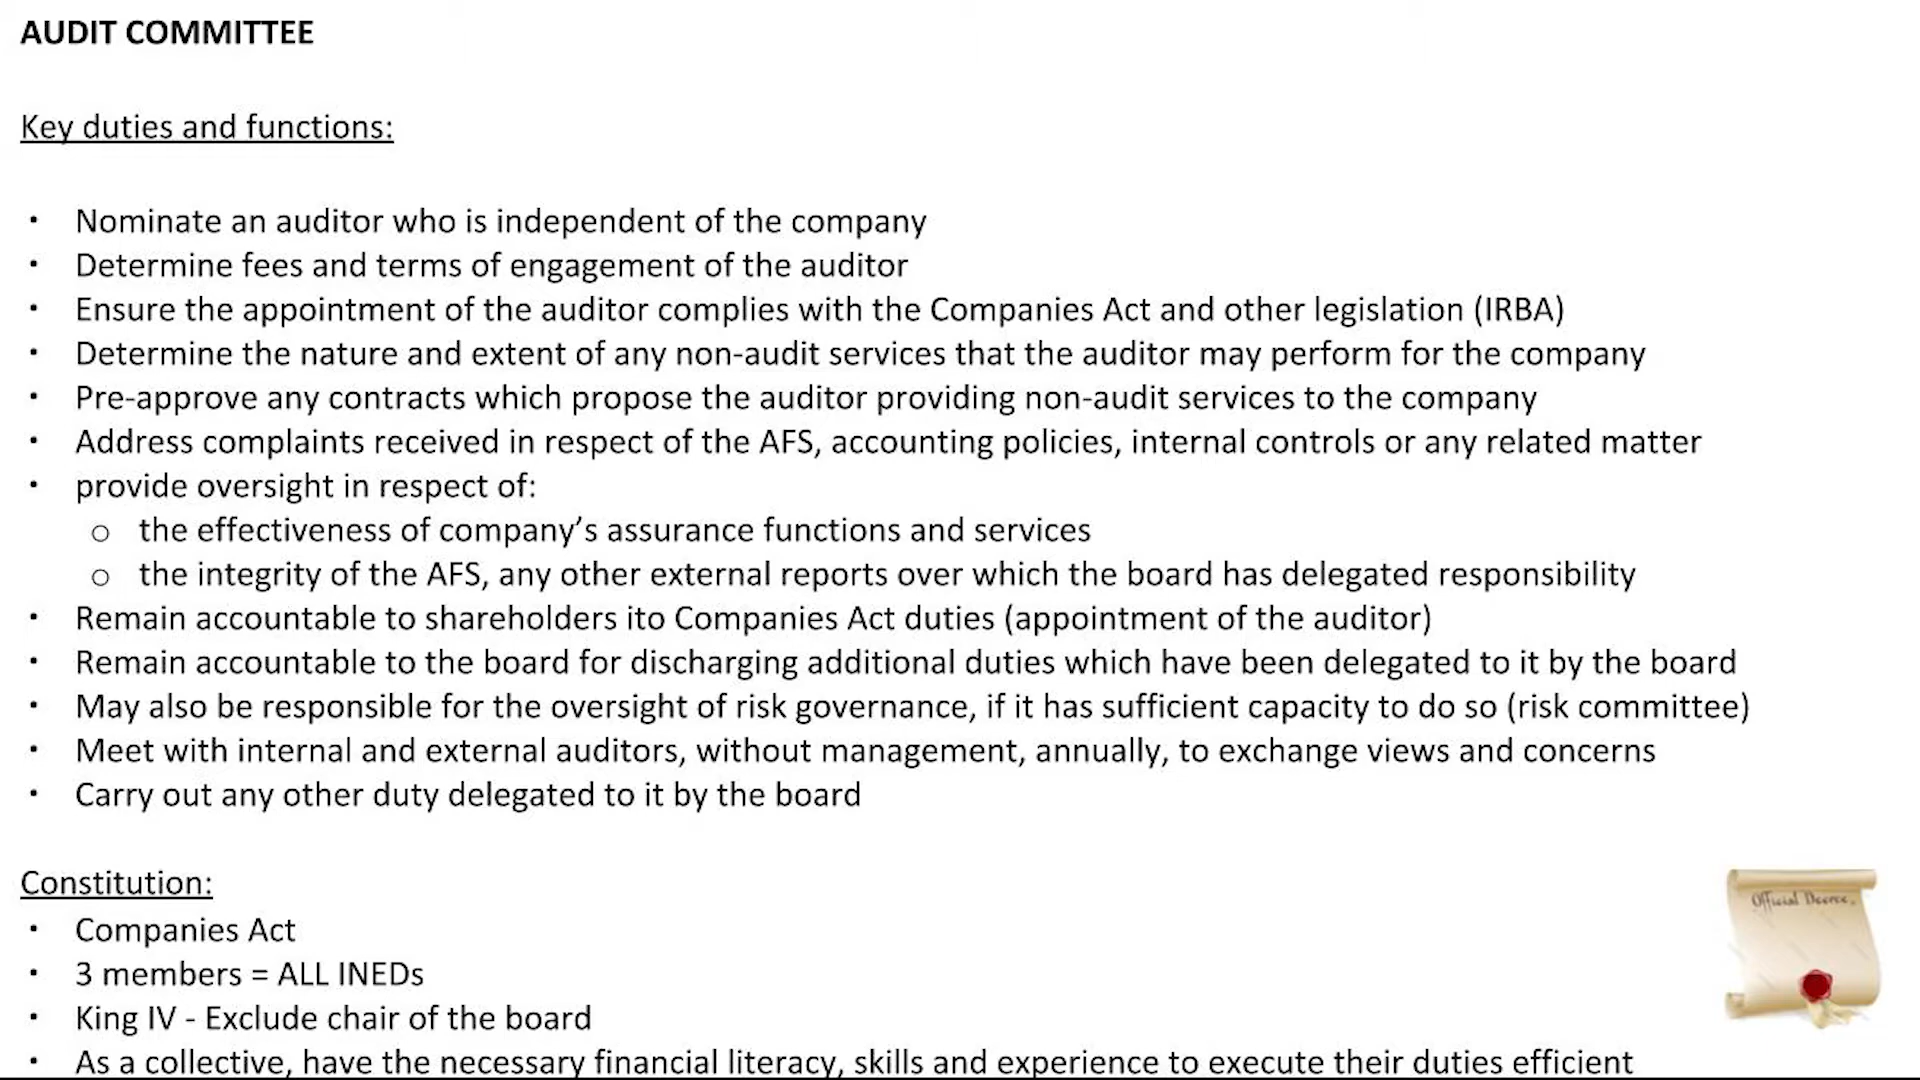 AUDIT COMMITTEE
Key duties and functions:
• Nominate an auditor who is independent of the company
• Determine fees and terms of engagement of the auditor
• Ensure the appointment of the auditor complies with the Companies Act and other legislation (IRBA)
• Determine the nature and extent of any non-audit services that the auditor may perform for the company
• Pre-approve any contracts which propose the auditor providing non-audit services to the company
• Address complaints received in respect of the AFS, accounting policies, internal controls or any related matter
• provide oversight in respect of:
o the effectiveness of company’s assurance functions and services
o the integrity of the AFS, any other external reports over which the board has delegated responsibility
• Remain accountable to shareholders ito Companies Act duties (appointment of the auditor)
• Remain accountable to the board for discharging additional duties which have been delegated to it by the board
• May also be responsible for the oversight of risk governance, if it has sufficient capacity to do so (risk committee)
• Meet with internal and external auditors, without management, annually, to exchange views and concerns
• Carry out any other duty delegated to it by the board
Constitution:
• Companies Act
• 3 members = ALL INEDs
• King IV - Exclude chair of the board
• As a collective, have the necessary financial literacy, skills and experience to execute their duties efficient
Official Decree